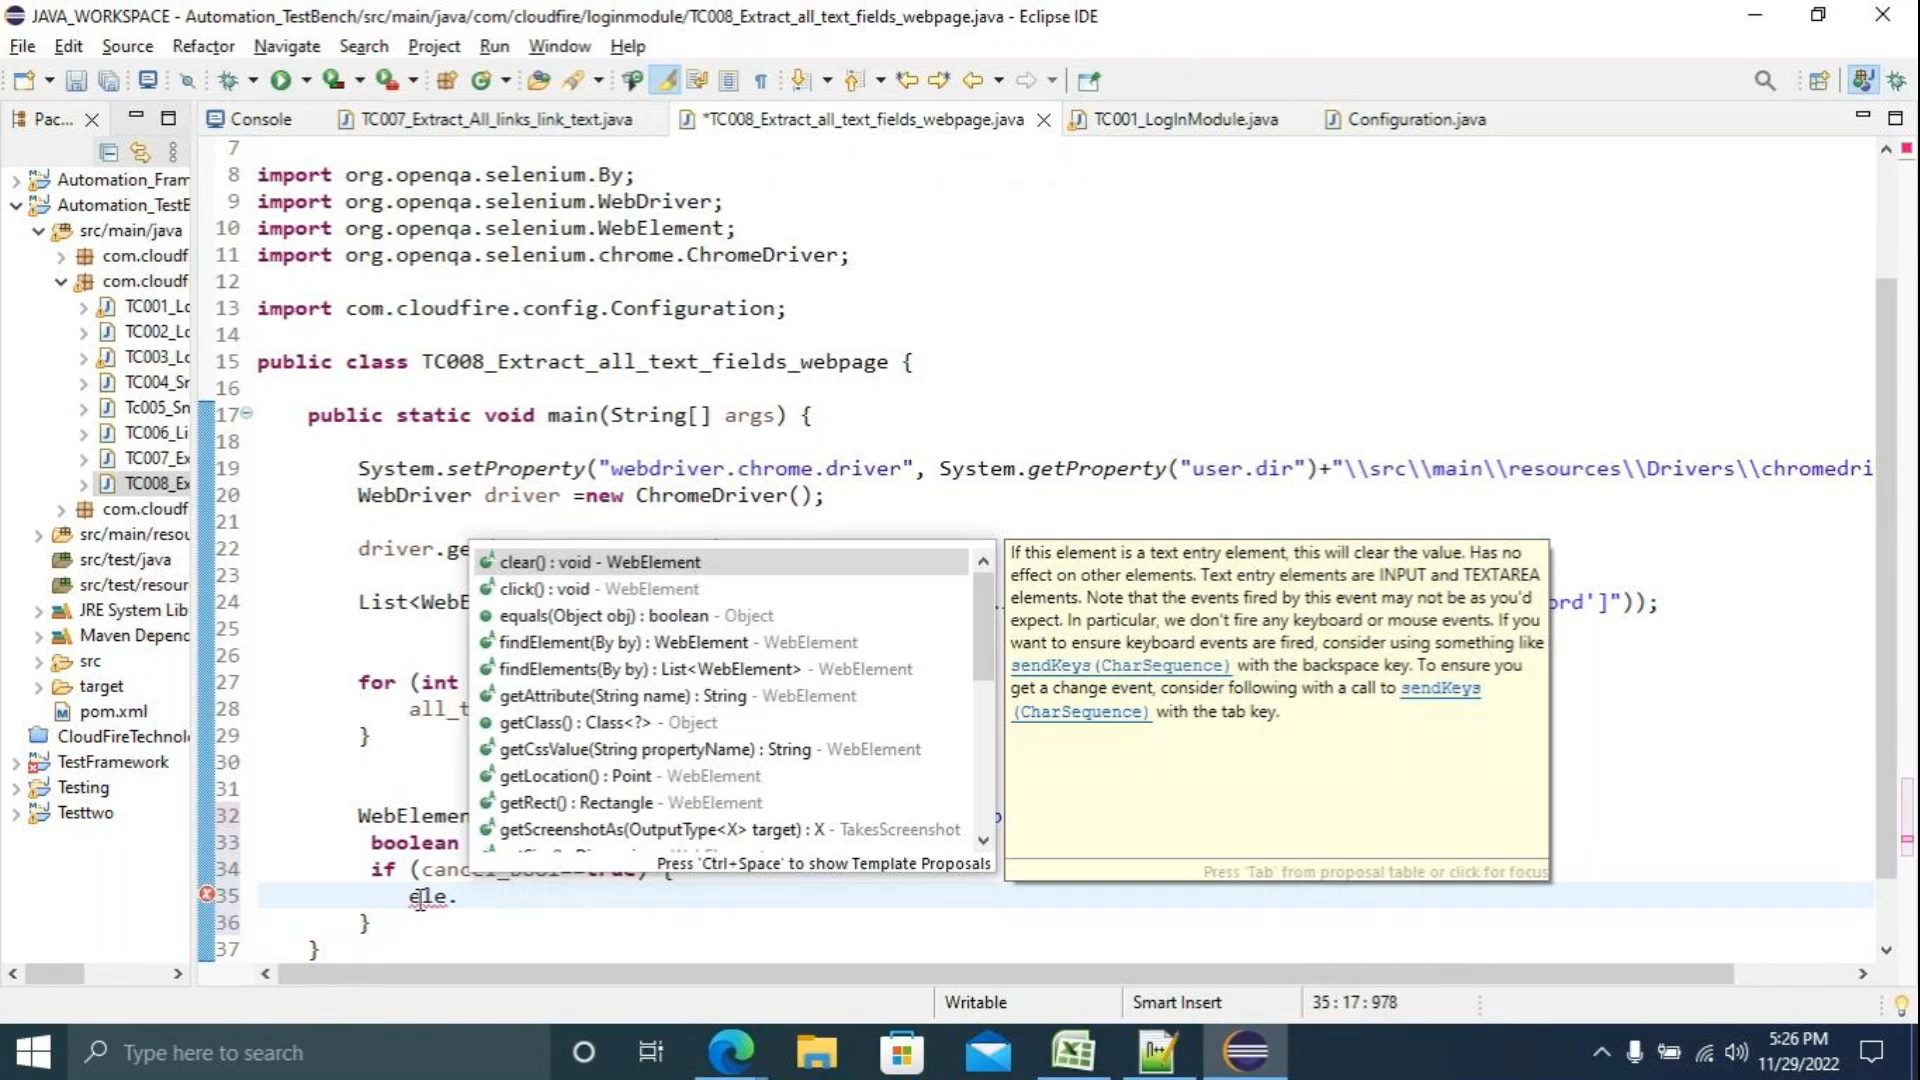 JAVA_WORKSPACE - Automation_TestBench/src/main/java/com/cloudfire/loginmodule/TC008_Extract_all_text_fields_webpage.java - Eclipse IDE
File Edit Source Refactor Navigate Search Project Run Window Help
Pac...
Console TC007_Extract_All_links_link_text.java *TC008_Extract_all_text_fields_webpage.java TC001_LogInModule.java Configuration.java
Automation_Fram
Automation_TestB
src/main/java
com.cloudf
com.cloudf
TC001_Lo
TC002_Lo
TC003_Lo
TC004_Sr
Tc005_Sn
TC006_Li
TC007_Ex
TC008_Ex
com.cloudf
src/main/resou
src/test/java
src/test/resour
JRE System Lib
Maven Depend
src
target
pom.xml
CloudFireTechnolo
TestFramework
Testing
Testtwo
7
8 import org.openqa.selenium.By;
9 import org.openqa.selenium.WebDriver;
10 import org.openqa.selenium.WebElement;
11 import org.openqa.selenium.chrome.ChromeDriver;
12
13 import com.cloudfire.config.Configuration;
14
15 public class TC008_Extract_all_text_fields_webpage {
16
17 public static void main(String[] args) {
18
19 System.setProperty("webdriver.chrome.driver", System.getProperty("user.dir")+"\\src\\main\\resources\\Drivers\\chromedri
20 WebDriver driver =new ChromeDriver();
21
22 driver.ge
23
24 List<WebE ord']"));
25
26
27 for (int
28 all_t
29 }
30
31
32 WebElemen
33 boolean
34 if (cancel_bool==true) {
35 ele.
36 }
37 }
clear() : void - WebElement
click() : void - WebElement
equals(Object obj) : boolean - Object
findElement(By by) : WebElement - WebElement
findElements(By by) : List<WebElement> - WebElement
getAttribute(String name) : String - WebElement
getClass() : Class<?> - Object
getCssValue(String propertyName) : String - WebElement
getLocation() : Point - WebElement
getRect() : Rectangle - WebElement
getScreenshotAs(OutputType<X> target) : X - TakesScreenshot
Press 'Ctrl+Space' to show Template Proposals
If this element is a text entry element, this will clear the value. Has no
effect on other elements. Text entry elements are INPUT and TEXTAREA
elements. Note that the events fired by this event may not be as you'd
expect. In particular, we don't fire any keyboard or mouse events. If you
want to ensure keyboard events are fired, consider using something like
sendKeys(CharSequence) with the backspace key. To ensure you
get a change event, consider following with a call to sendKeys
(CharSequence) with the tab key.
Press 'Tab' from proposal table or click for focus
Writable Smart Insert 35 : 17 : 978
Type here to search
5:26 PM
11/29/2022